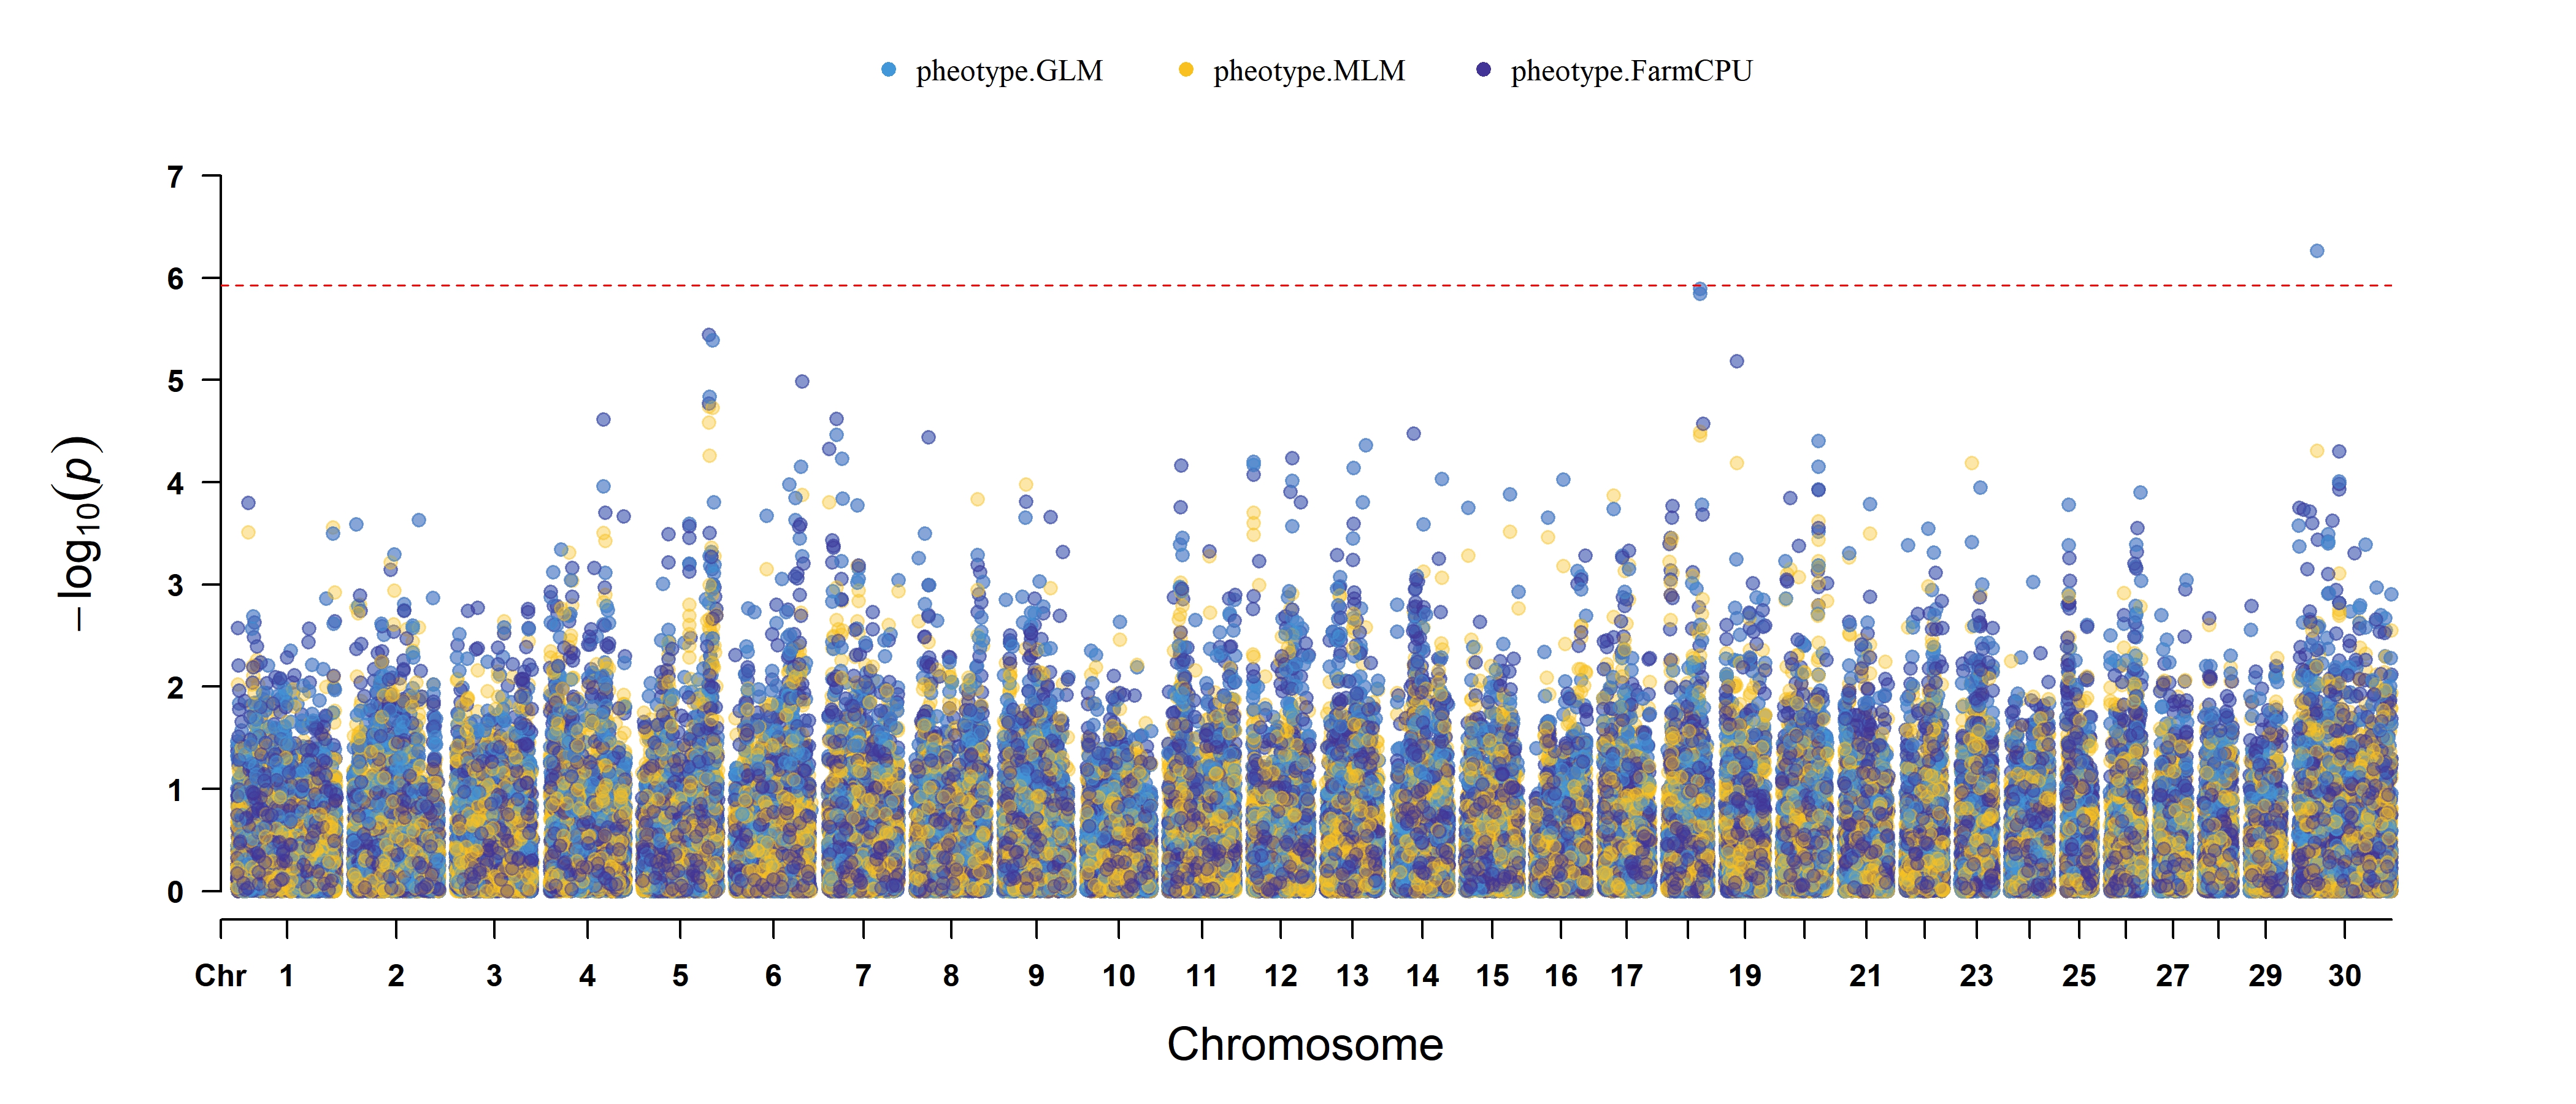 pheotype.GLM pheotype.MLM pheotype.FarmCPU
7
6
5
4
3
2
1
0
−log10(p)
Chr 1 2 3 4 5 6 7 8 9 10 11 12 13 14 15 16 17 19 21 23 25 27 29 30
Chromosome